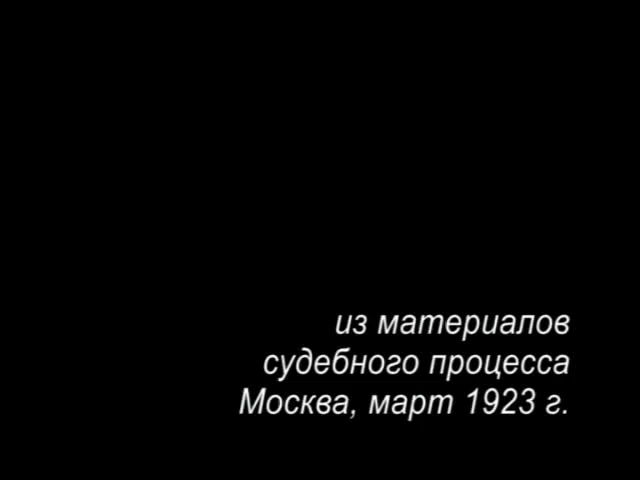 из материалов
судебного процесса
Москва, март 1923 г.